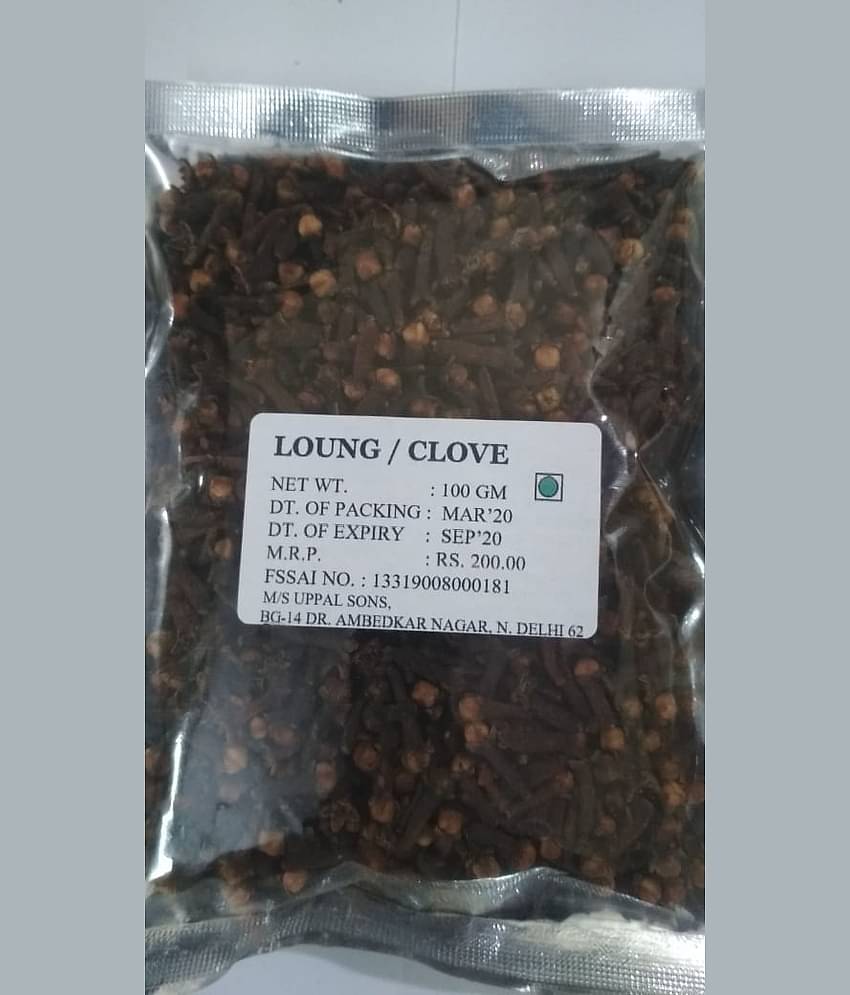 LOUNG / CLOVE
NET WT. : 100 GM
DT. OF PACKING : MAR'20
DT. OF EXPIRY : SEP'20
M.R.P. : RS. 200.00
FSSAI NO. : 13319008000181
M/S UPPAL SONS,
BG-14 DR. AMBEDKAR NAGAR, N. DELHI 62